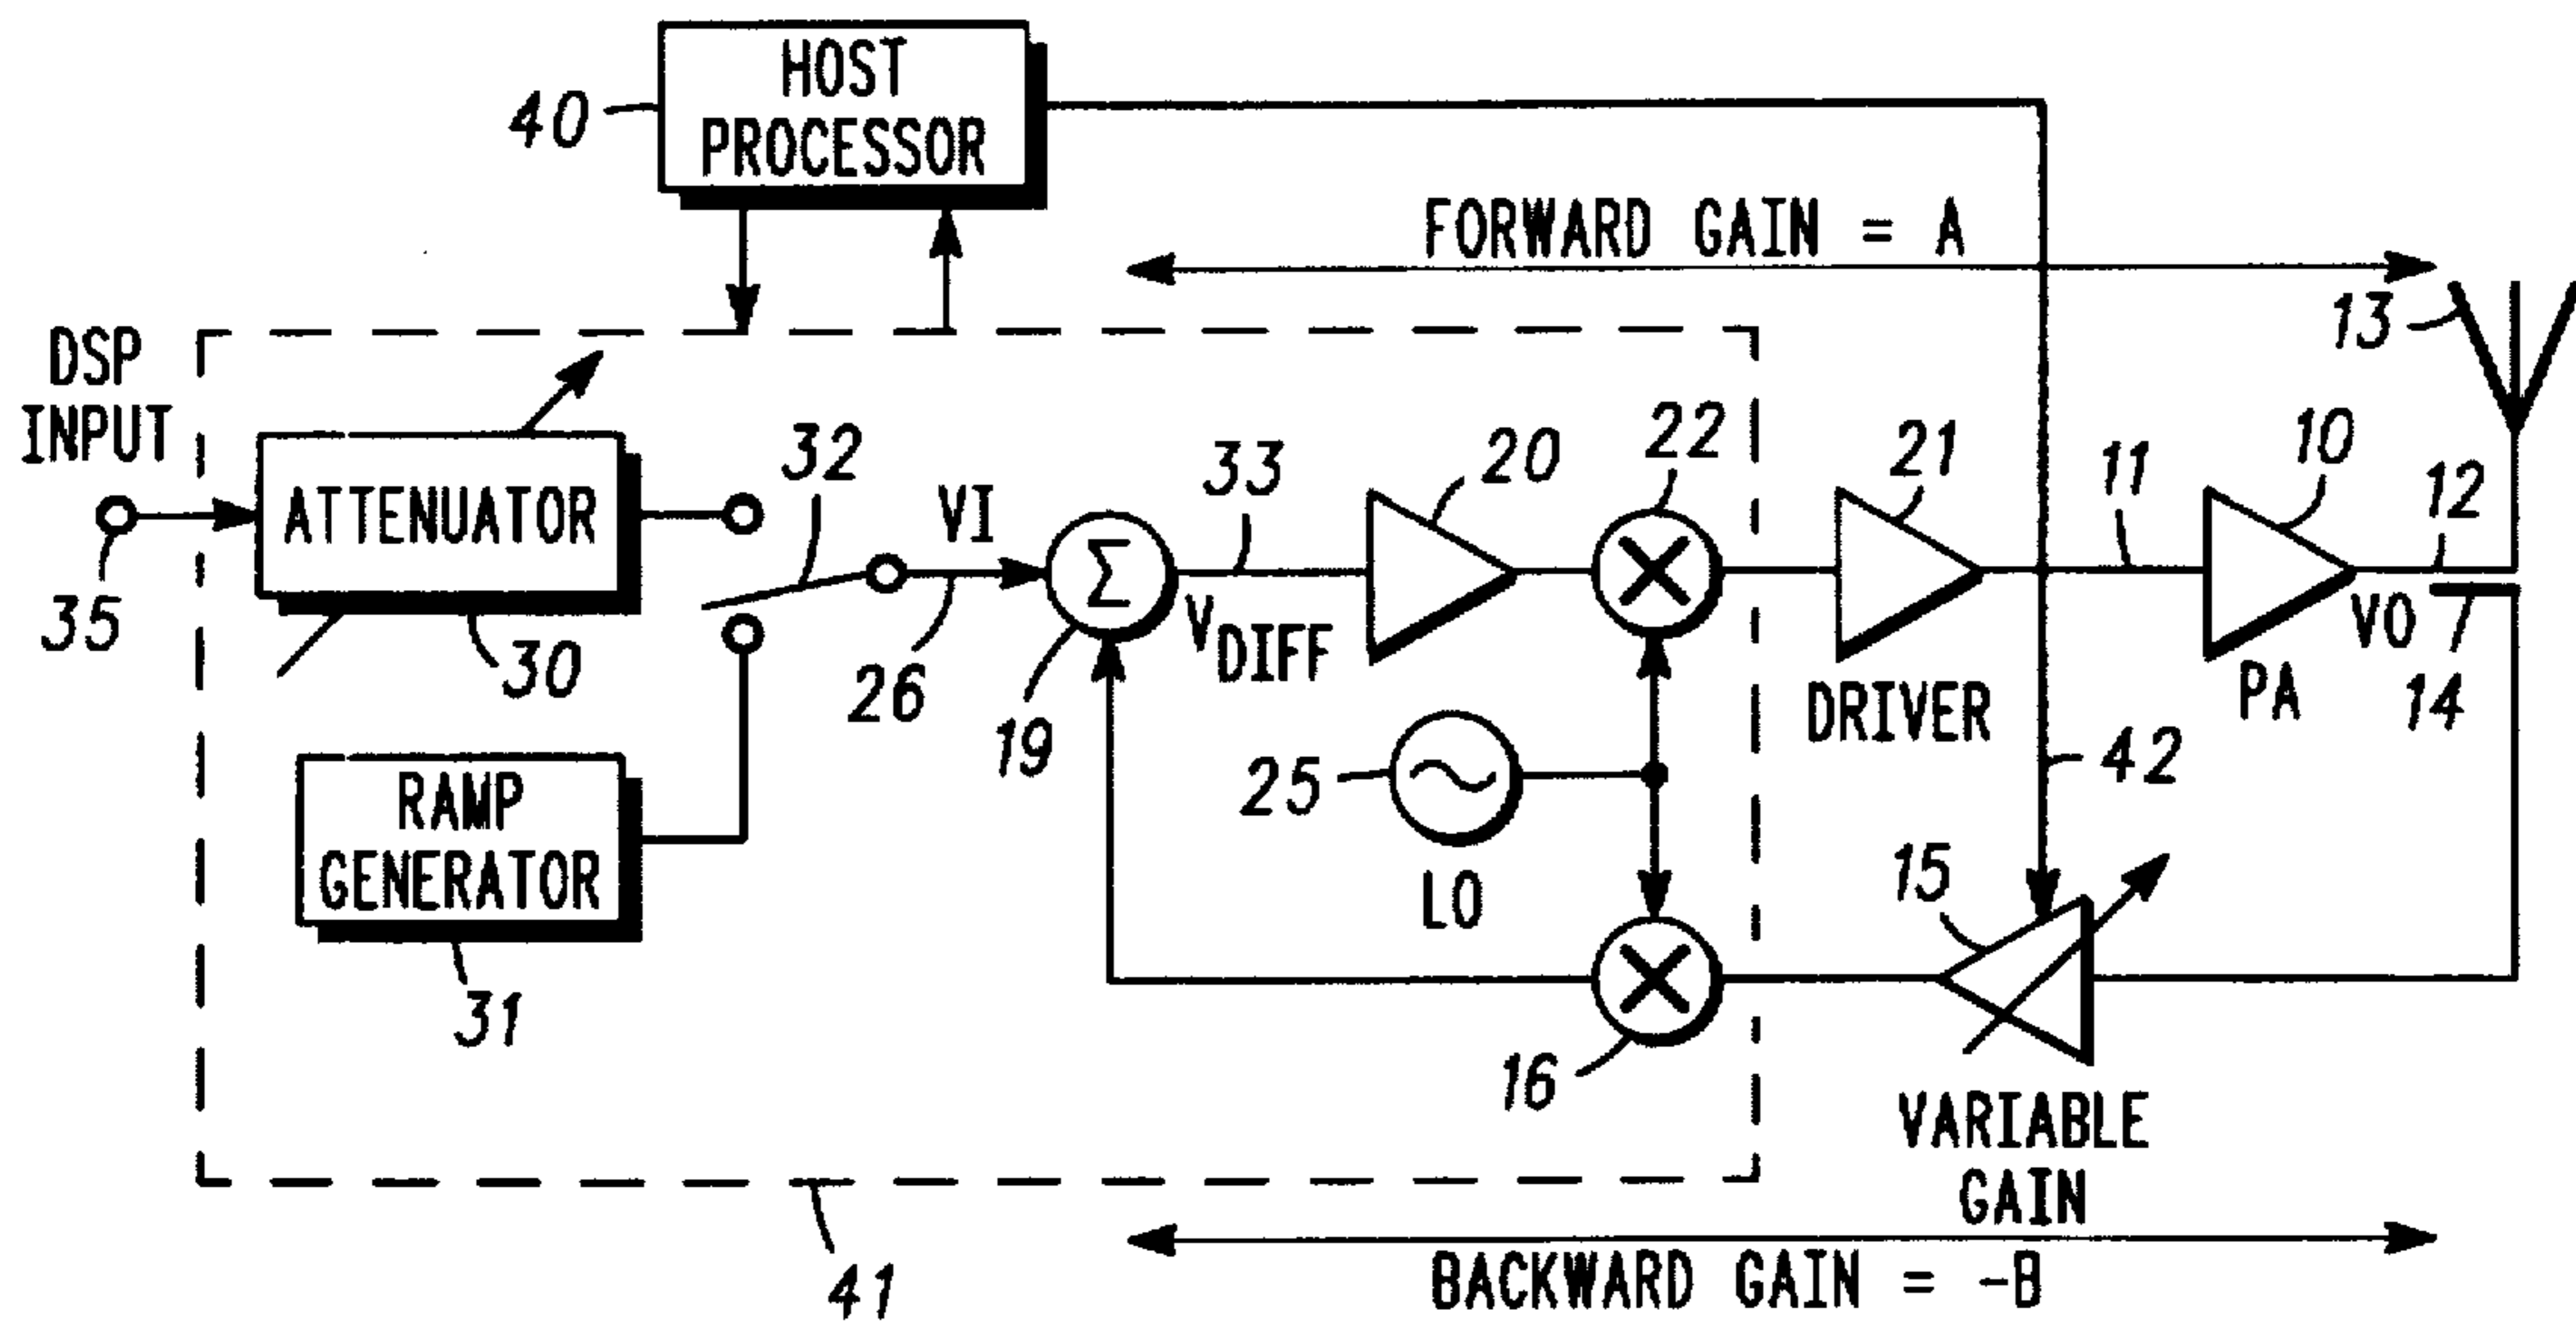 HOST
PROCESSOR
40
FORWARD GAIN = A
13
DSP
INPUT
35
ATTENUATOR
30
32
VI
26
Σ
19
33
V DIFF
20
22
21
DRIVER
11
10
PA
12
VO
14
42
RAMP
GENERATOR
31
25
LO
16
15
VARIABLE
GAIN
41
BACKWARD GAIN = -B